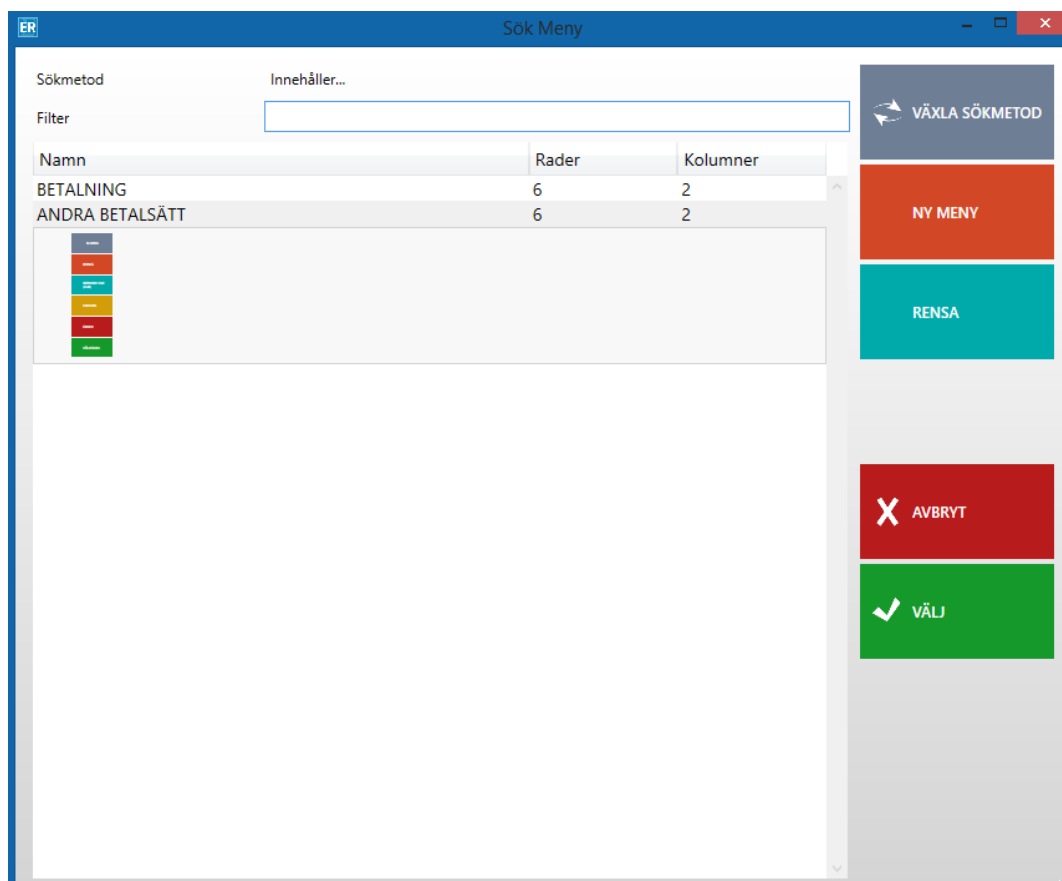 ER
Sök Meny
Sökmetod Innehåller...
Filter
Namn Rader Kolumner
BETALNING 6 2
ANDRA BETALSÄTT 6 2
VÄXLA SÖKMETOD
NY MENY
RENSA
AVBRYT
VÄLJ